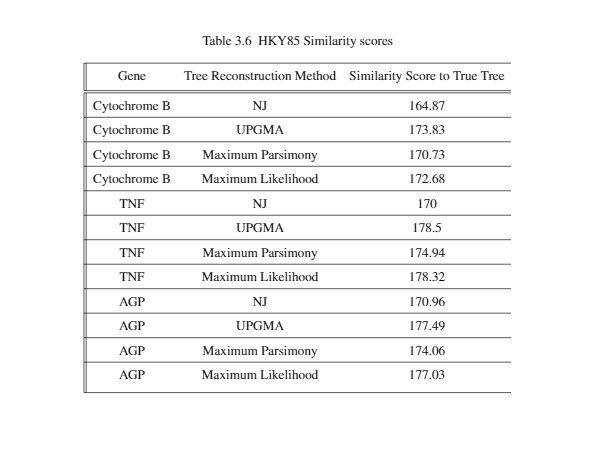 Table 3.6 HKY85 Similarity scores
Gene Tree Reconstruction Method Similarity Score to True Tree
Cytochrome B NJ 164.87
Cytochrome B UPGMA 173.83
Cytochrome B Maximum Parsimony 170.73
Cytochrome B Maximum Likelihood 172.68
TNF NJ 170
TNF UPGMA 178.5
TNF Maximum Parsimony 174.94
TNF Maximum Likelihood 178.32
AGP NJ 170.96
AGP UPGMA 177.49
AGP Maximum Parsimony 174.06
AGP Maximum Likelihood 177.03